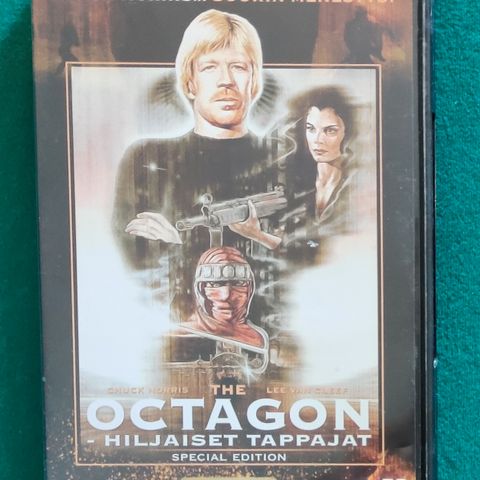 CHUCK NORRIS THE LEE VAN CLEEF
OCTAGON
- HILJAISET TAPPAJAT
SPECIAL EDITION